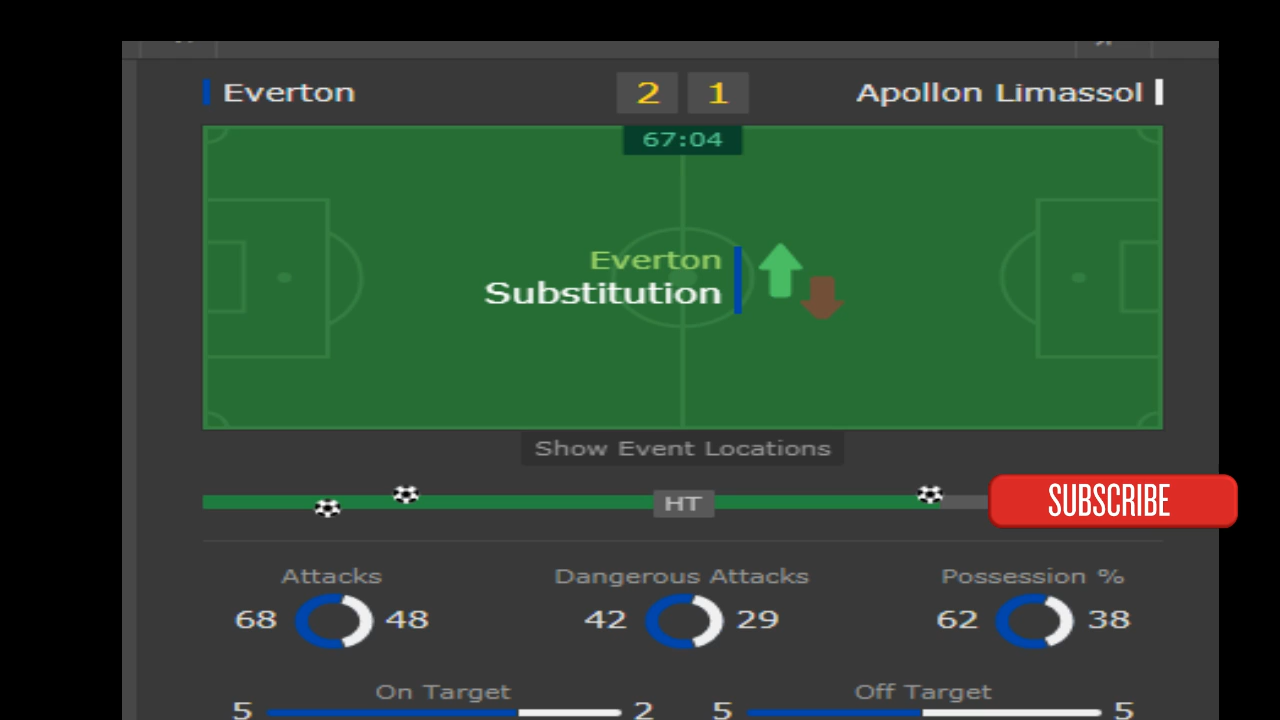 Everton 2 1 Apollon Limassol
67:04
Everton
Substitution
Show Event Locations
HT
SUBSCRIBE
Attacks Dangerous Attacks Possession %
68 48 42 29 62 38
On Target Off Target
5 2 5 5